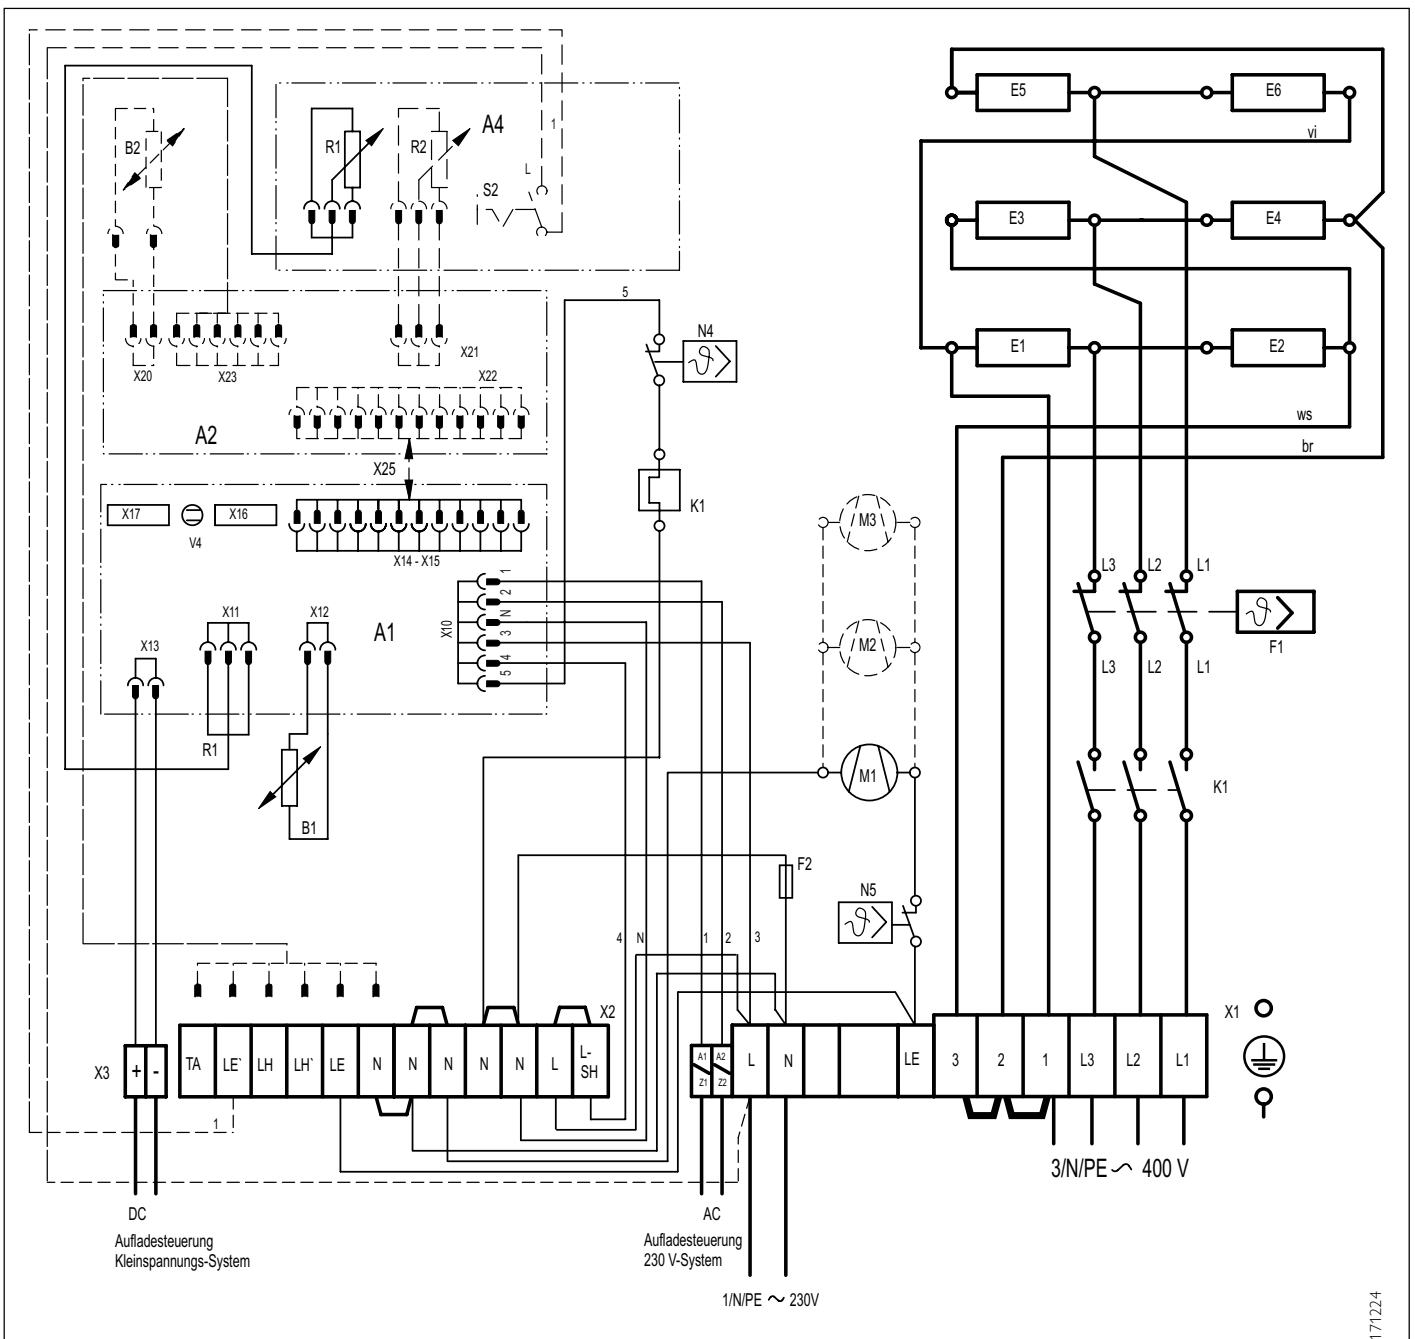 1
A4
R1
R2
B2
L
S2
E5
E6
vi
E3
E4
E1
E2
ws
br
5
N4
X20
X23
X21
X22
A2
X25
K1
X17
X16
V4
X14 - X15
M3
M2
M1
X11
X12
X13
A1
X10
1
2
N
3
4
5
R1
B1
L3
L2
L1
F1
L3
L2
L1
K1
F2
N5
4
N
1
2
3
X2
X1
X3
+
-
TA
LE`
LH
LH`
LE
N
N
N
N
N
L
L-
SH
A1
Z1
A2
Z2
L
N
LE
3
2
1
L3
L2
L1
1
3/N/PE ~ 400 V
DC
Aufladesteuerung
Kleinspannungs-System
AC
Aufladesteuerung
230 V-System
1/N/PE ~ 230V
171224